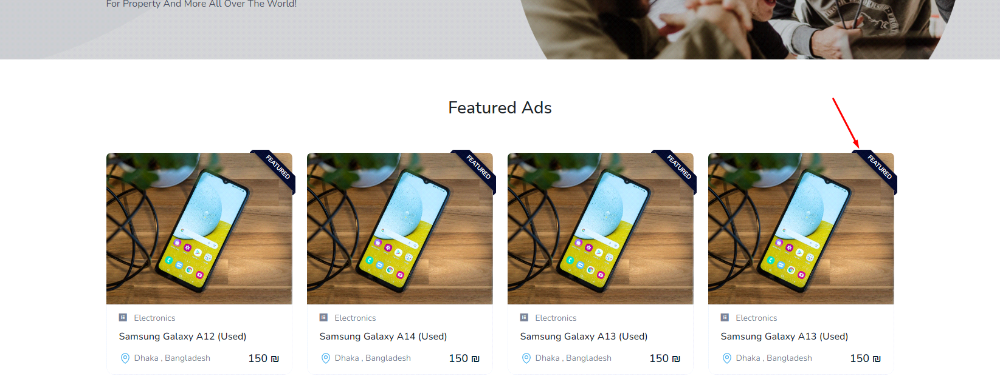 For Property And More All Over The World!
Featured Ads
FEATURED
FEATURED
FEATURED
FEATURED
Electronics
Electronics
Electronics
Electronics
Samsung Galaxy A12 (Used)
Samsung Galaxy A14 (Used)
Samsung Galaxy A13 (Used)
Samsung Galaxy A13 (Used)
Dhaka , Bangladesh 150 ₪
Dhaka , Bangladesh 150 ₪
Dhaka , Bangladesh 150 ₪
Dhaka , Bangladesh 150 ₪